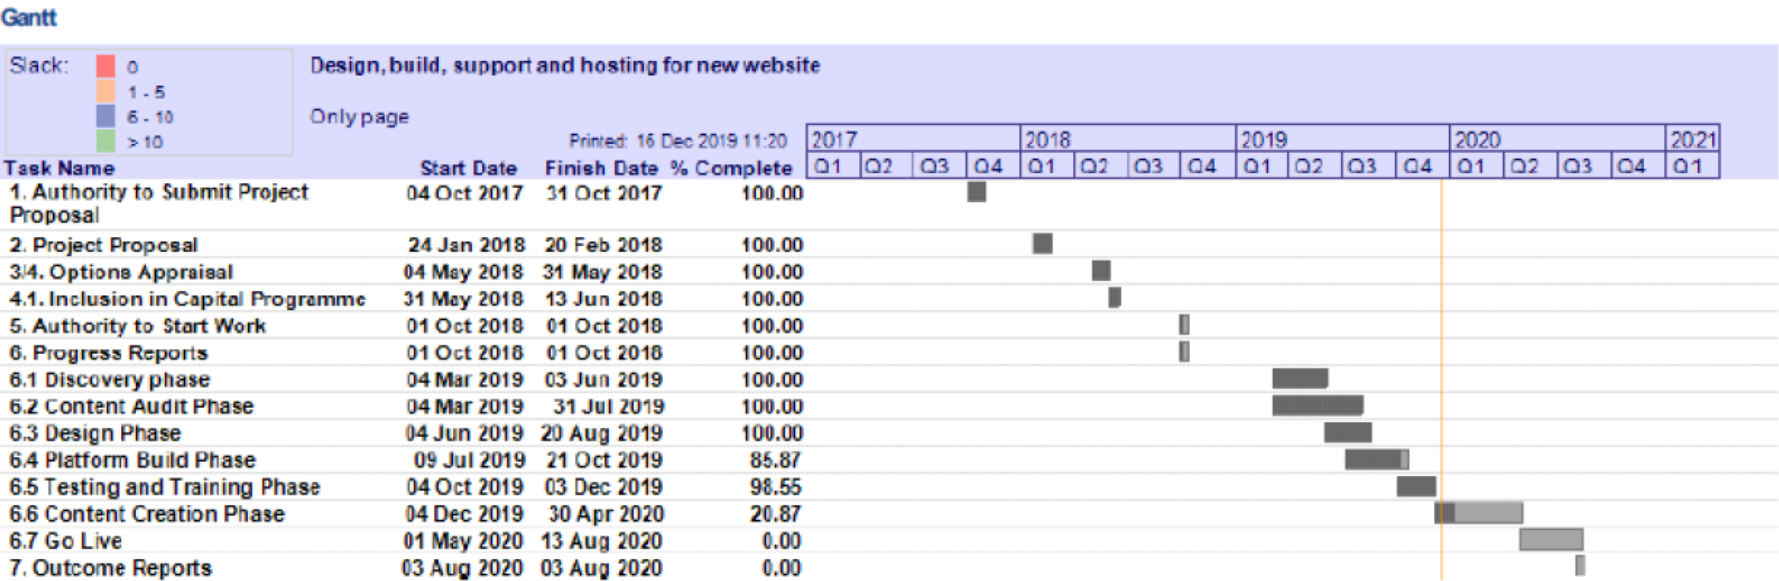 Gantt
Slack: 0
1 - 5
6 - 10
> 10
Design, build, support and hosting for new website
Only page
Printed: 16 Dec 2019 11:20
2017 2018 2019 2020 2021
Task Name Start Date Finish Date % Complete Q1 Q2 Q3 Q4 Q1 Q2 Q3 Q4 Q1 Q2 Q3 Q4 Q1 Q2 Q3 Q4 Q1
1. Authority to Submit Project 04 Oct 2017 31 Oct 2017 100.00
Proposal
2. Project Proposal 24 Jan 2018 20 Feb 2018 100.00
3/4. Options Appraisal 04 May 2018 31 May 2018 100.00
4.1. Inclusion in Capital Programme 31 May 2018 13 Jun 2018 100.00
5. Authority to Start Work 01 Oct 2018 01 Oct 2018 100.00
6. Progress Reports 01 Oct 2018 01 Oct 2018 100.00
6.1 Discovery phase 04 Mar 2019 03 Jun 2019 100.00
6.2 Content Audit Phase 04 Mar 2019 31 Jul 2019 100.00
6.3 Design Phase 04 Jun 2019 20 Aug 2019 100.00
6.4 Platform Build Phase 09 Jul 2019 21 Oct 2019 85.87
6.5 Testing and Training Phase 04 Oct 2019 03 Dec 2019 98.55
6.6 Content Creation Phase 04 Dec 2019 30 Apr 2020 20.87
6.7 Go Live 01 May 2020 13 Aug 2020 0.00
7. Outcome Reports 03 Aug 2020 03 Aug 2020 0.00